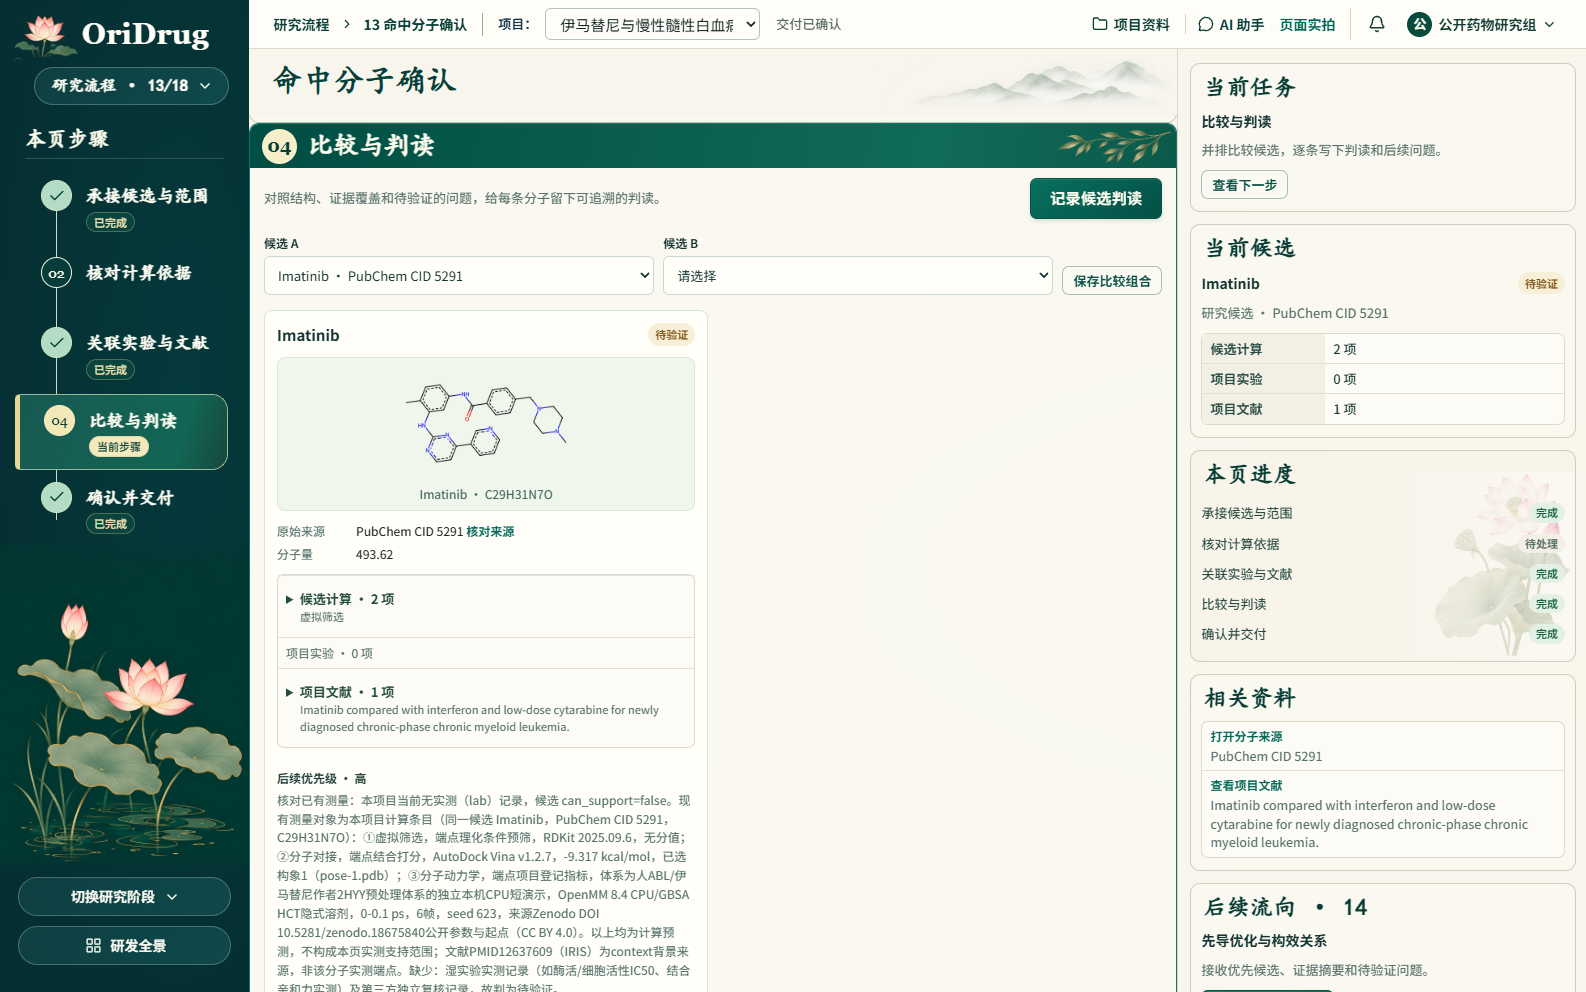 OriDrug
研究流程 • 13/18
本页步骤
承接候选与范围
已完成
02 核对计算依据
关联实验与文献
已完成
04 比较与判读
当前步骤
确认并交付
已完成
切换研究阶段
研发全景
研究流程 > 13 命中分子确认
项目：
伊马替尼与慢性髓性白血病
交付已确认
项目资料
AI 助手
页面实拍
公 公开药物研究组
命中分子确认
04 比较与判读
对照结构、证据覆盖和待验证的问题，给每条分子留下可追溯的判读。
记录候选判读
候选 A
Imatinib • PubChem CID 5291
候选 B
请选择
保存比较组合
Imatinib
待验证
Imatinib • C29H31N7O
原始来源 PubChem CID 5291 核对来源
分子量 493.62
候选计算 • 2 项
虚拟筛选
项目实验 • 0 项
项目文献 • 1 项
Imatinib compared with interferon and low-dose cytarabine for newly
diagnosed chronic-phase chronic myeloid leukemia.
后续优先级 • 高
核对已有测量：本项目当前无实测（lab）记录，候选 can_support=false。现
有测量对象为本项目计算条目（同一候选 Imatinib，PubChem CID 5291，
C29H31N7O）：①虚拟筛选，端点理化条件预筛，RDKit 2025.09.6，无分值；
②分子对接，端点结合打分，AutoDock Vina v1.2.7，-9.317 kcal/mol，已选
构象1（pose-1.pdb）；③分子动力学，端点项目登记指标，体系为人ABL/伊
马替尼作者2HYY预处理体系的独立本机CPU短演示，OpenMM 8.4 CPU/GBSA
HCT隐式溶剂，0-0.1 ps，6帧，seed 623，来源Zenodo DOI
10.5281/zenodo.18675840公开参数与起点（CC BY 4.0）。以上均为计算预
测，不构成本页实测支持范围；文献PMID12637609（IRIS）为context背景来
源，非该分子实测端点。缺少：湿实验实测记录（如酶活/细胞活性IC50、结合
亲和力实测）及第三方独立复核记录，故判为待验证。
当前任务
比较与判读
并排比较候选，逐条写下判读和后续问题。
查看下一步
当前候选
Imatinib
待验证
研究候选 • PubChem CID 5291
候选计算 2 项
项目实验 0 项
项目文献 1 项
本页进度
承接候选与范围 完成
核对计算依据 待处理
关联实验与文献 完成
比较与判读 完成
确认并交付 完成
相关资料
打开分子来源
PubChem CID 5291
查看项目文献
Imatinib compared with interferon and low-dose
cytarabine for newly diagnosed chronic-phase chronic
myeloid leukemia.
后续流向 • 14
先导优化与构效关系
接收优先候选、证据摘要和待验证问题。